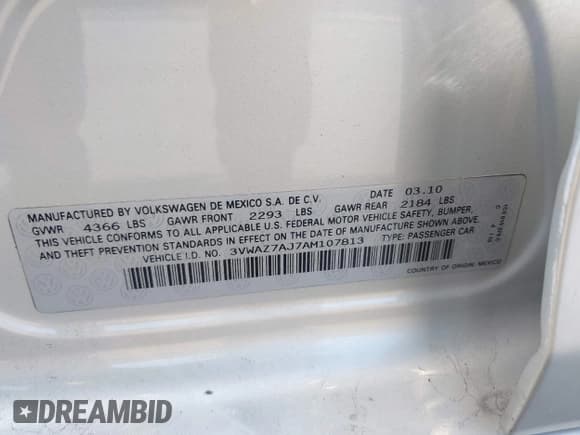 MANUFACTURED BY VOLKSWAGEN DE MEXICO S.A. DE C.V. DATE 03.10
GVWR 4366 LBS GAWR FRONT 2293 LBS GAWR REAR 2184 LBS
THIS VEHICLE CONFORMS TO ALL APPLICABLE U.S. FEDERAL MOTOR VEHICLE SAFETY, BUMPER,
AND THEFT PREVENTION STANDARDS IN EFFECT ON THE DATE OF MANUFACTURE SHOWN ABOVE.
VEHICLE I.D. NO. 3VWAZ7AJ7AM107813 TYPE: PASSENGER CAR
COUNTRY OF ORIGIN: MEXICO
DREAMBID